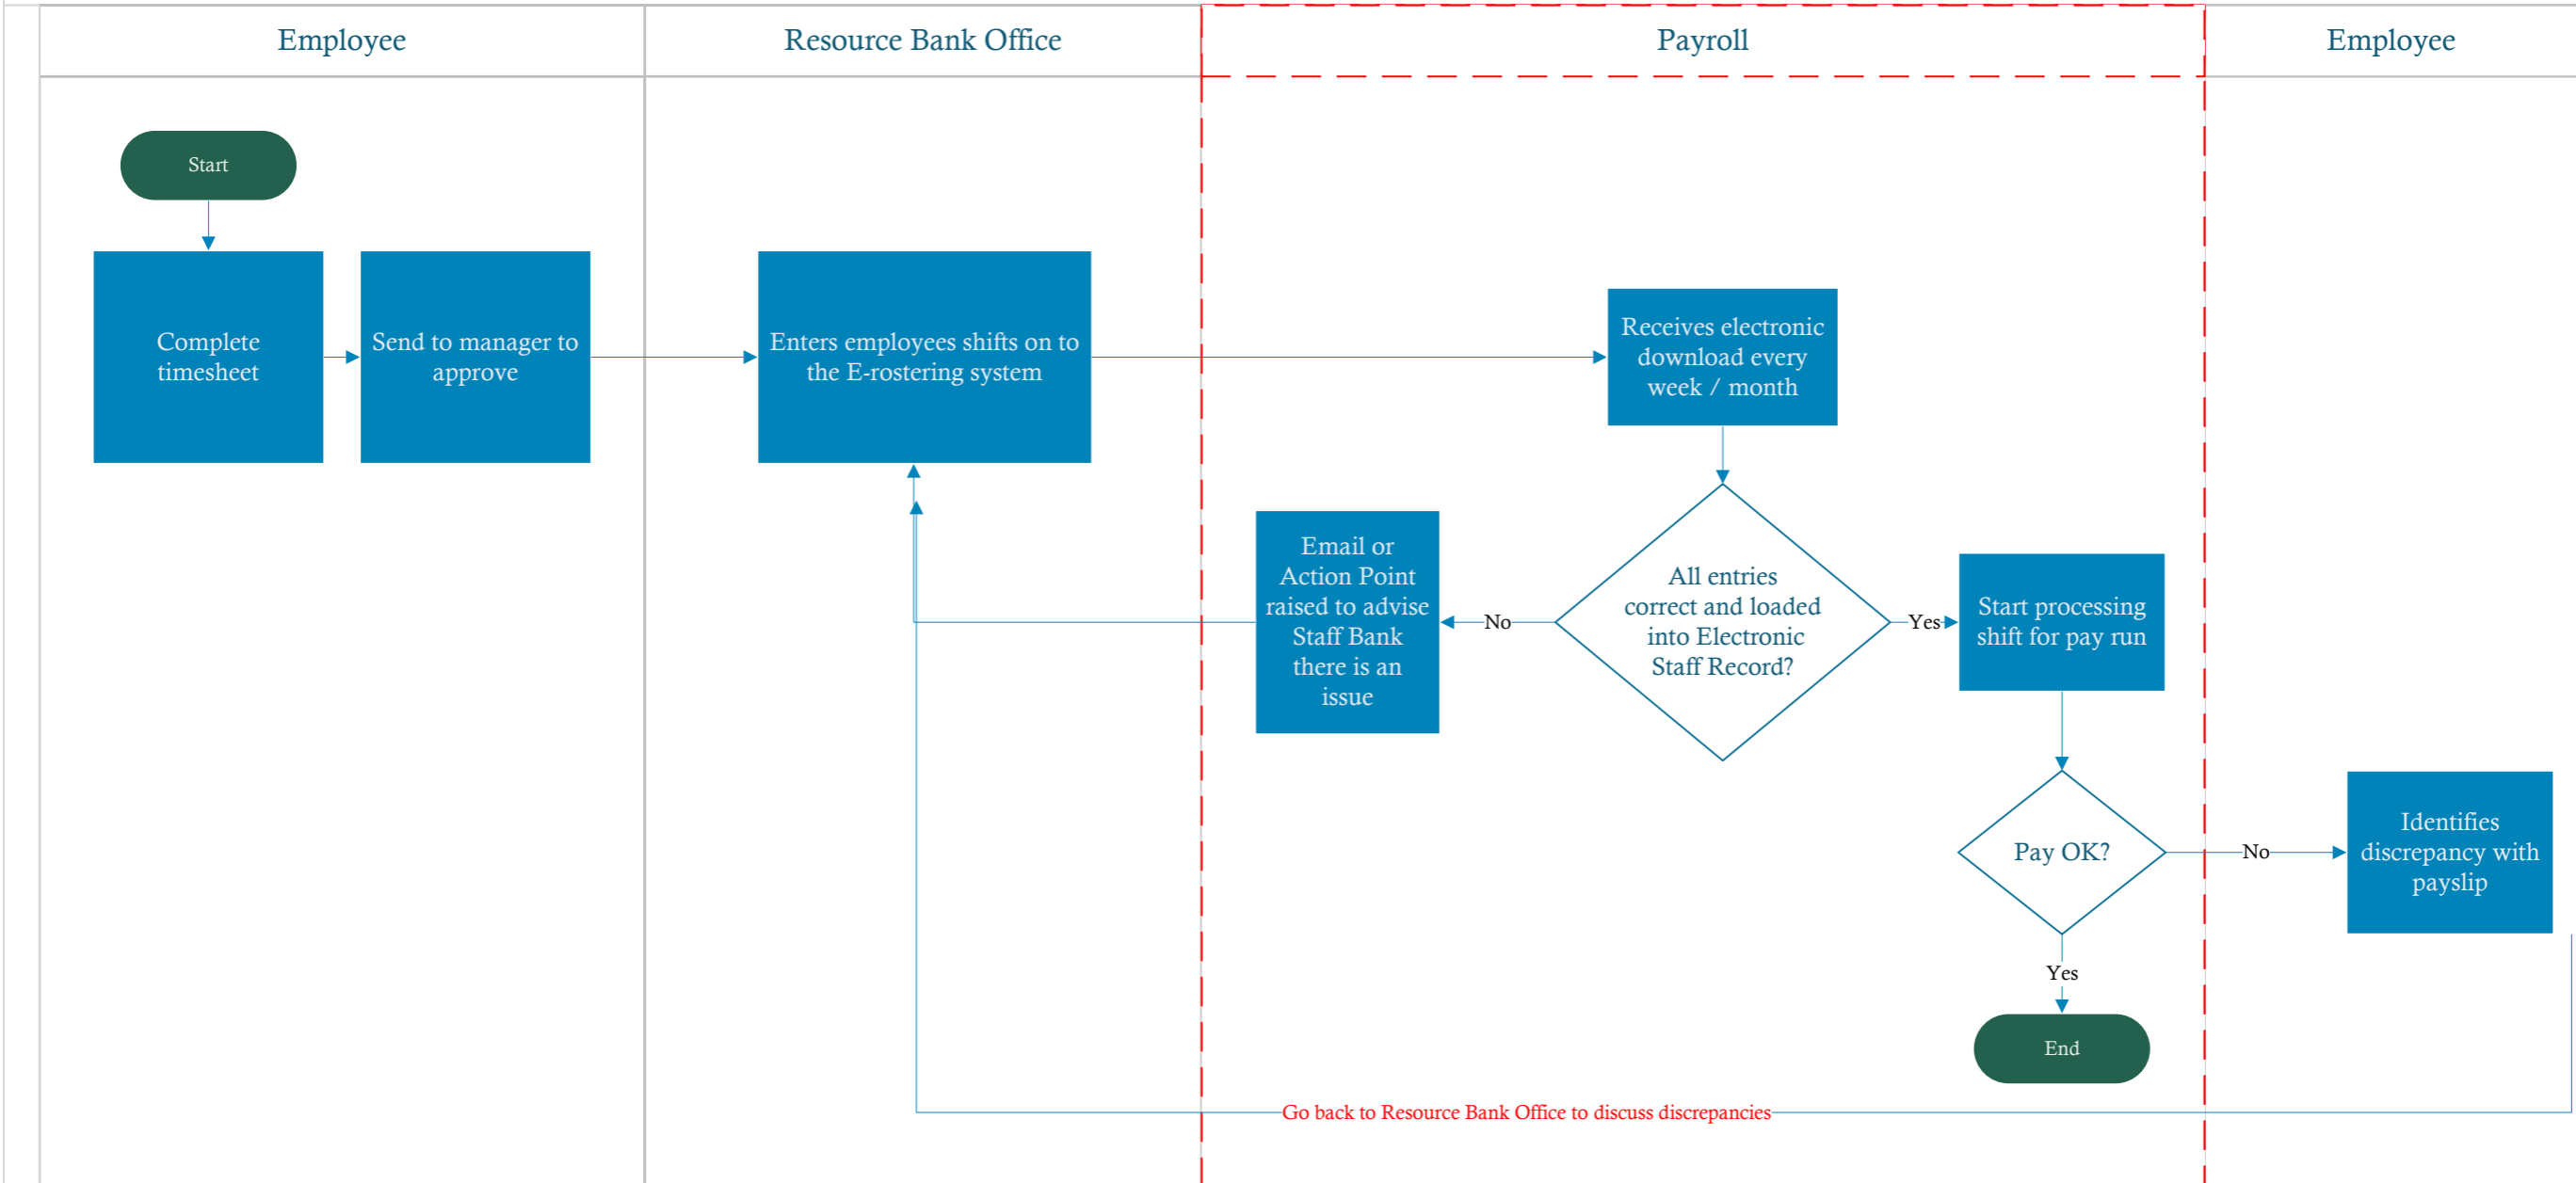 Employee
Resource Bank Office
Payroll
Employee
Start
Complete
timesheet
Send to manager to
approve
Enters employees shifts on to
the E-rostering system
Receives electronic
download every
week / month
All entries
correct and loaded
into Electronic
Staff Record?
No
Email or
Action Point
raised to advise
Staff Bank
there is an
issue
Yes
Start processing
shift for pay run
Pay OK?
No
Identifies
discrepancy with
payslip
Yes
End
Go back to Resource Bank Office to discuss discrepancies